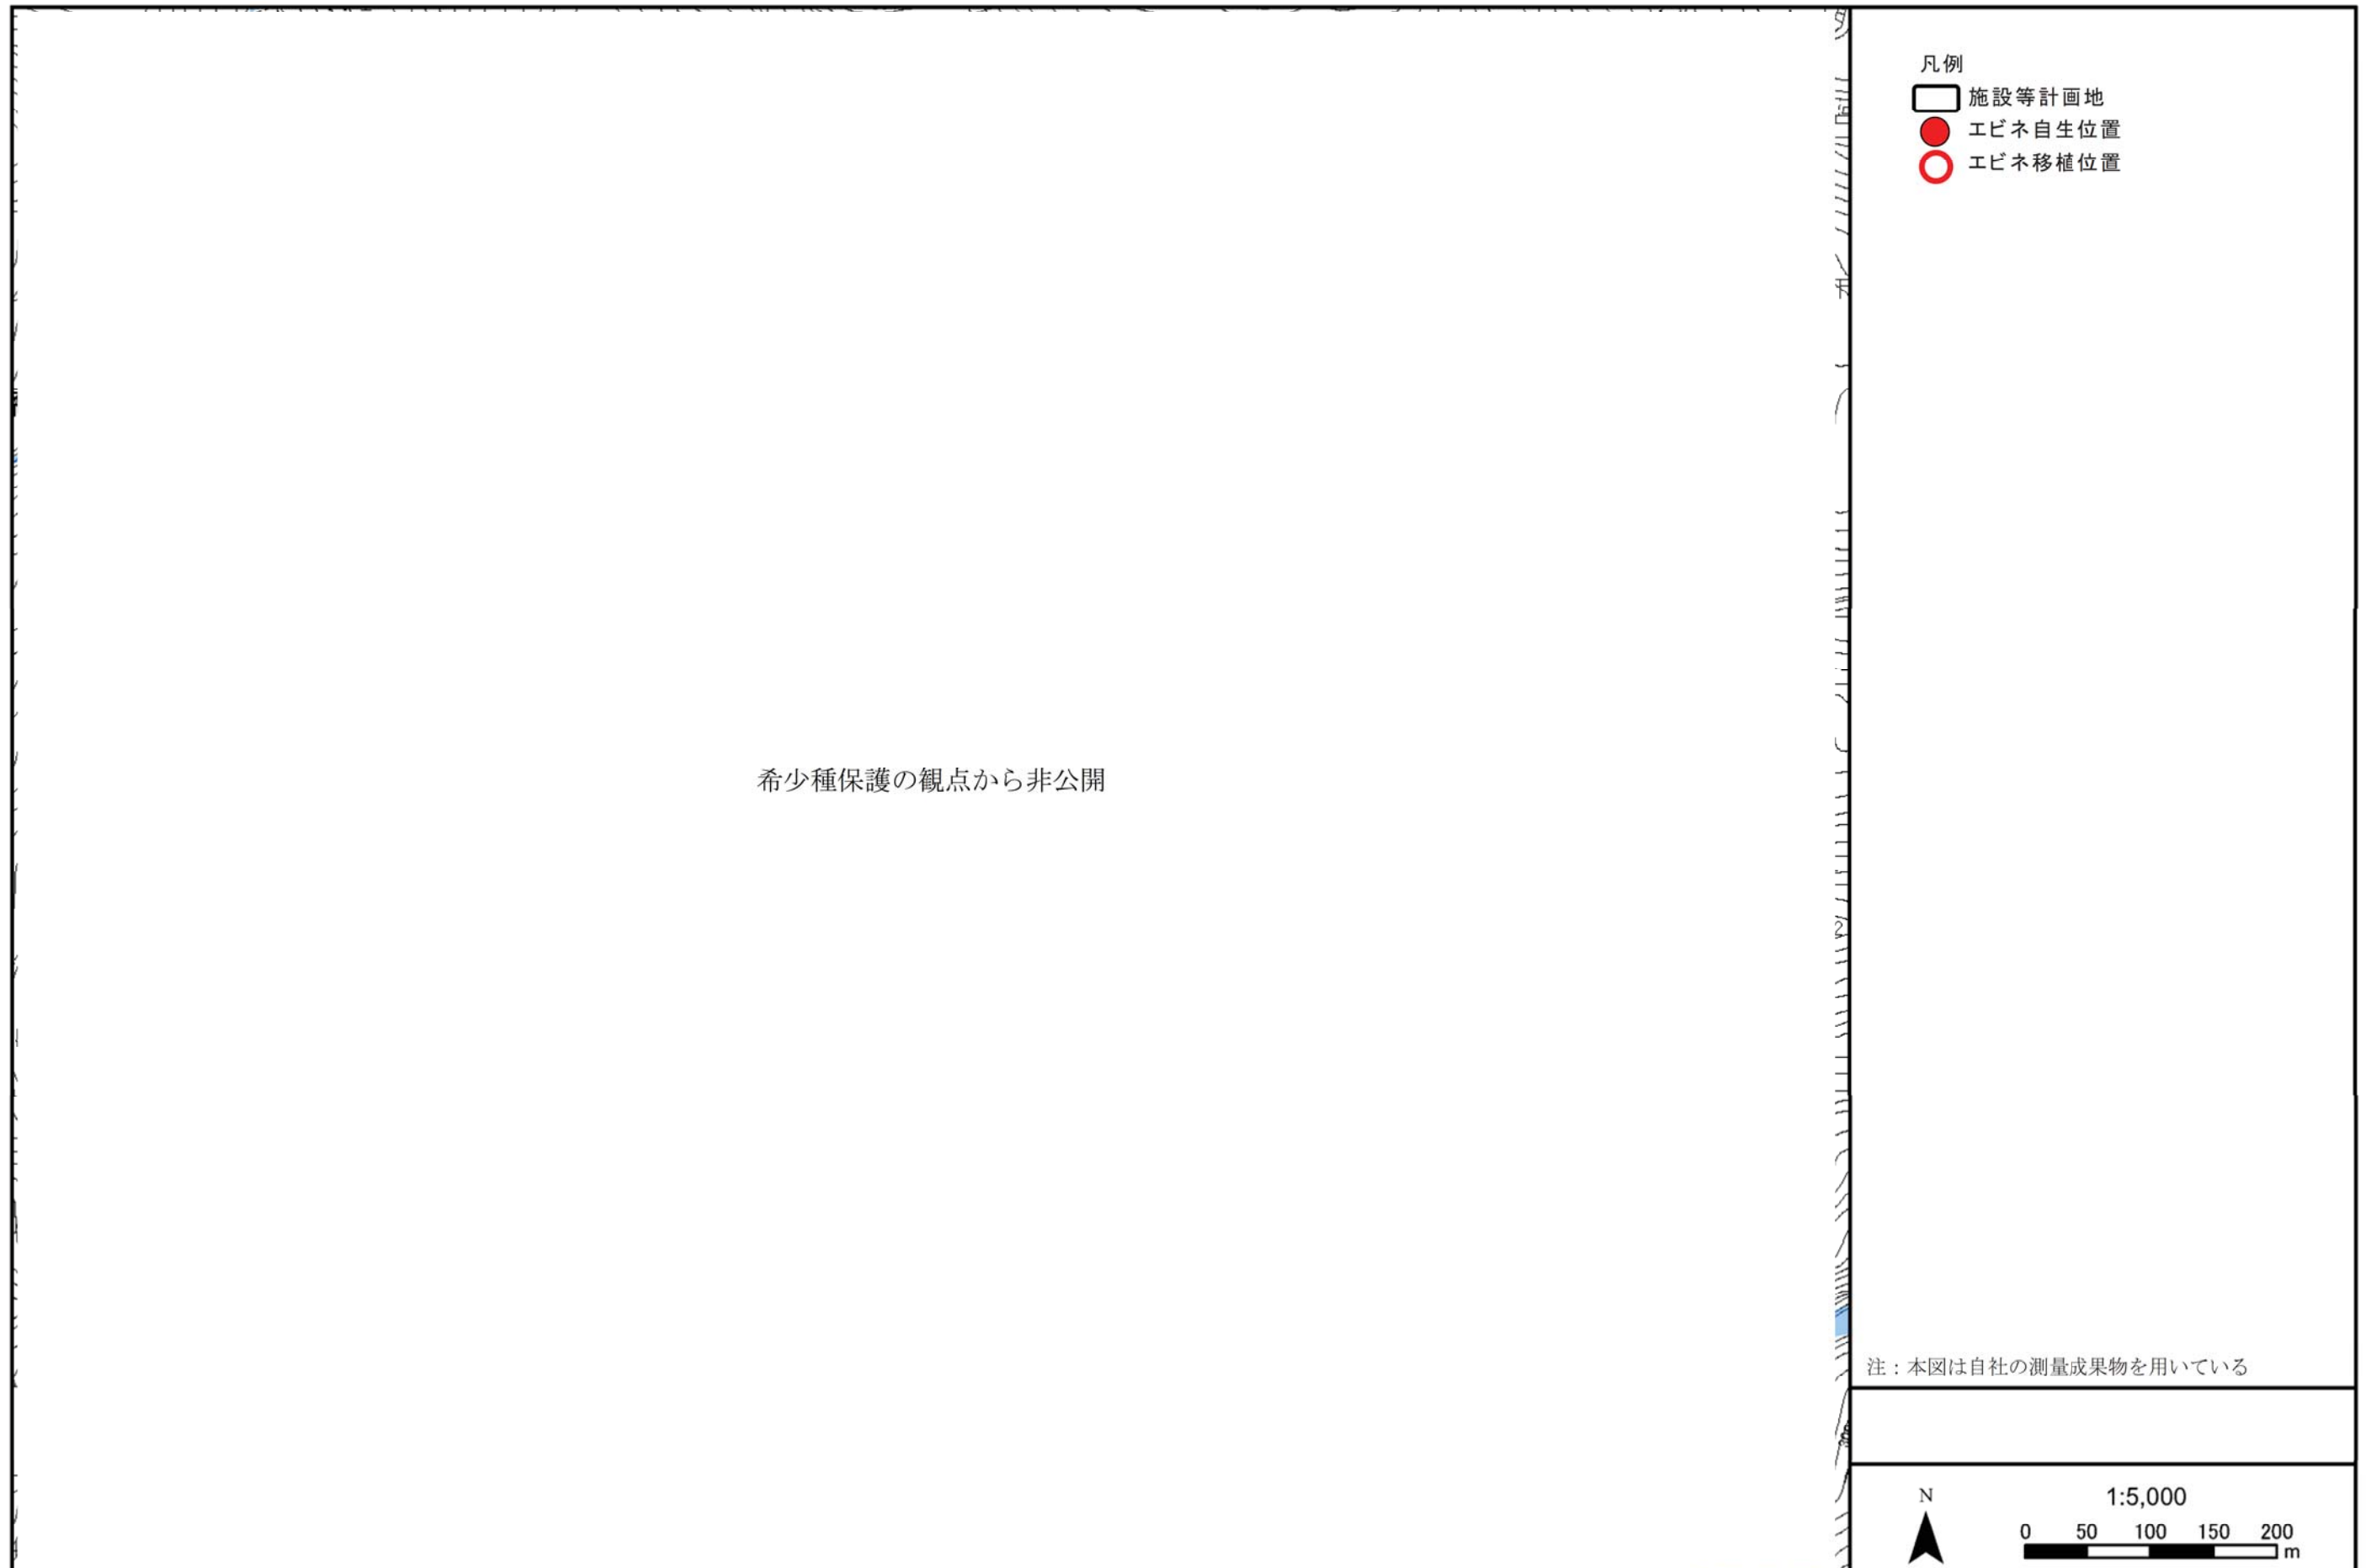 凡例
施設等計画地
エビネ自生位置
エビネ移植位置
希少種保護の観点から非公開
注：本図は自社の測量成果物を用いている
N
1:5,000
0 50 100 150 200
m